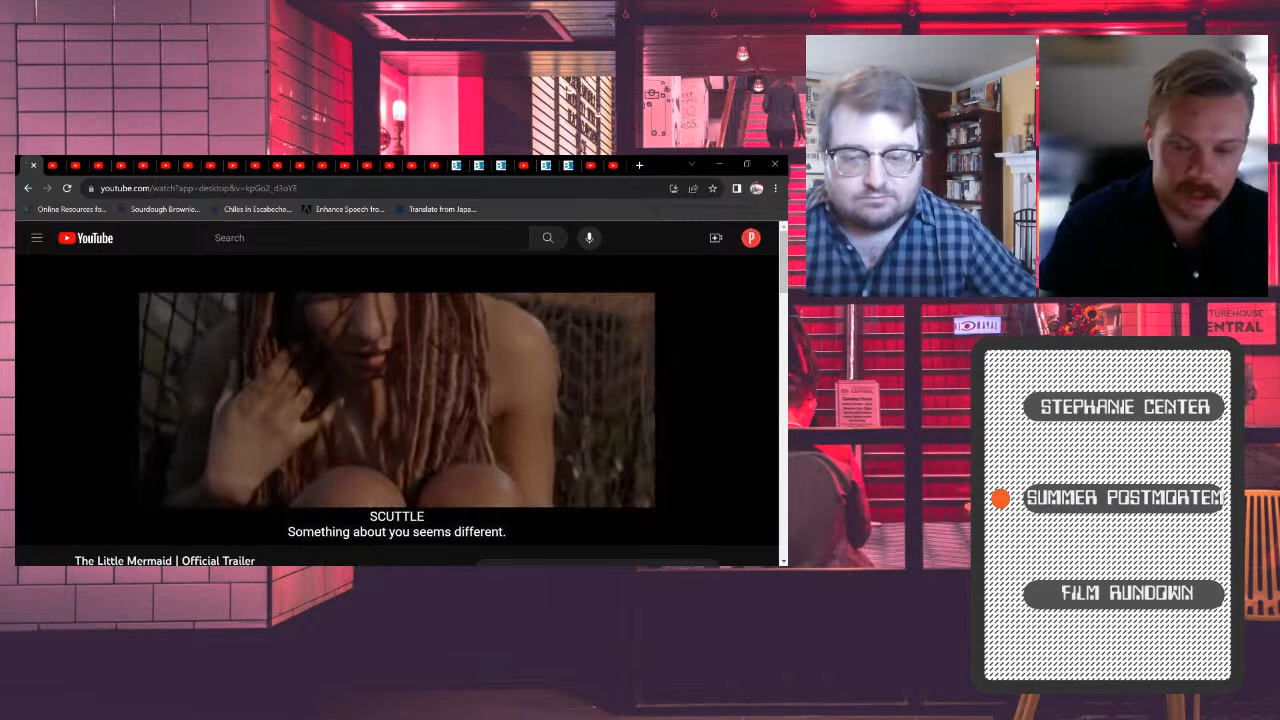 youtube.com/watch?app=desktop&v=kpGo2_d3oYE
Online Resources fo...
Sourdough Brownie...
Chiles in Escabeche...
Enhance Speech fro...
Translate from Japa...
YouTube
Search
P
SCUTTLE
Something about you seems different.
The Little Mermaid | Official Trailer
TUREHOUSE
ENTRAL
STEPHANIE CENTER
SUMMER POSTMORTEM
FILM RUNDOWN